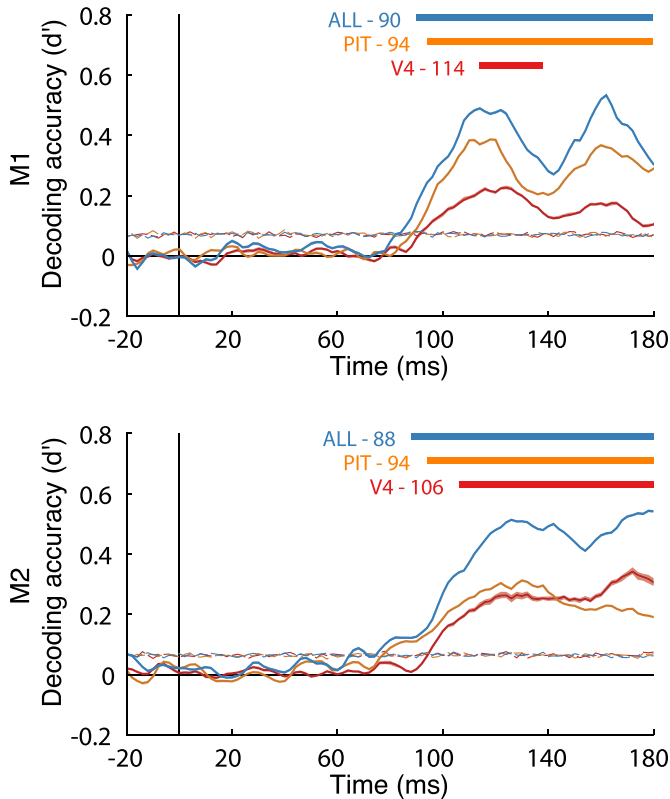 0.8
ALL - 90
PIT - 94
V4 - 114
0.6
0.4
0.2
0
-0.2
M1
Decoding accuracy (d')
-20 20 60 100 140 180
Time (ms)
0.8
ALL - 88
PIT - 94
V4 - 106
0.6
0.4
0.2
0
-0.2
M2
Decoding accuracy (d')
-20 20 60 100 140 180
Time (ms)